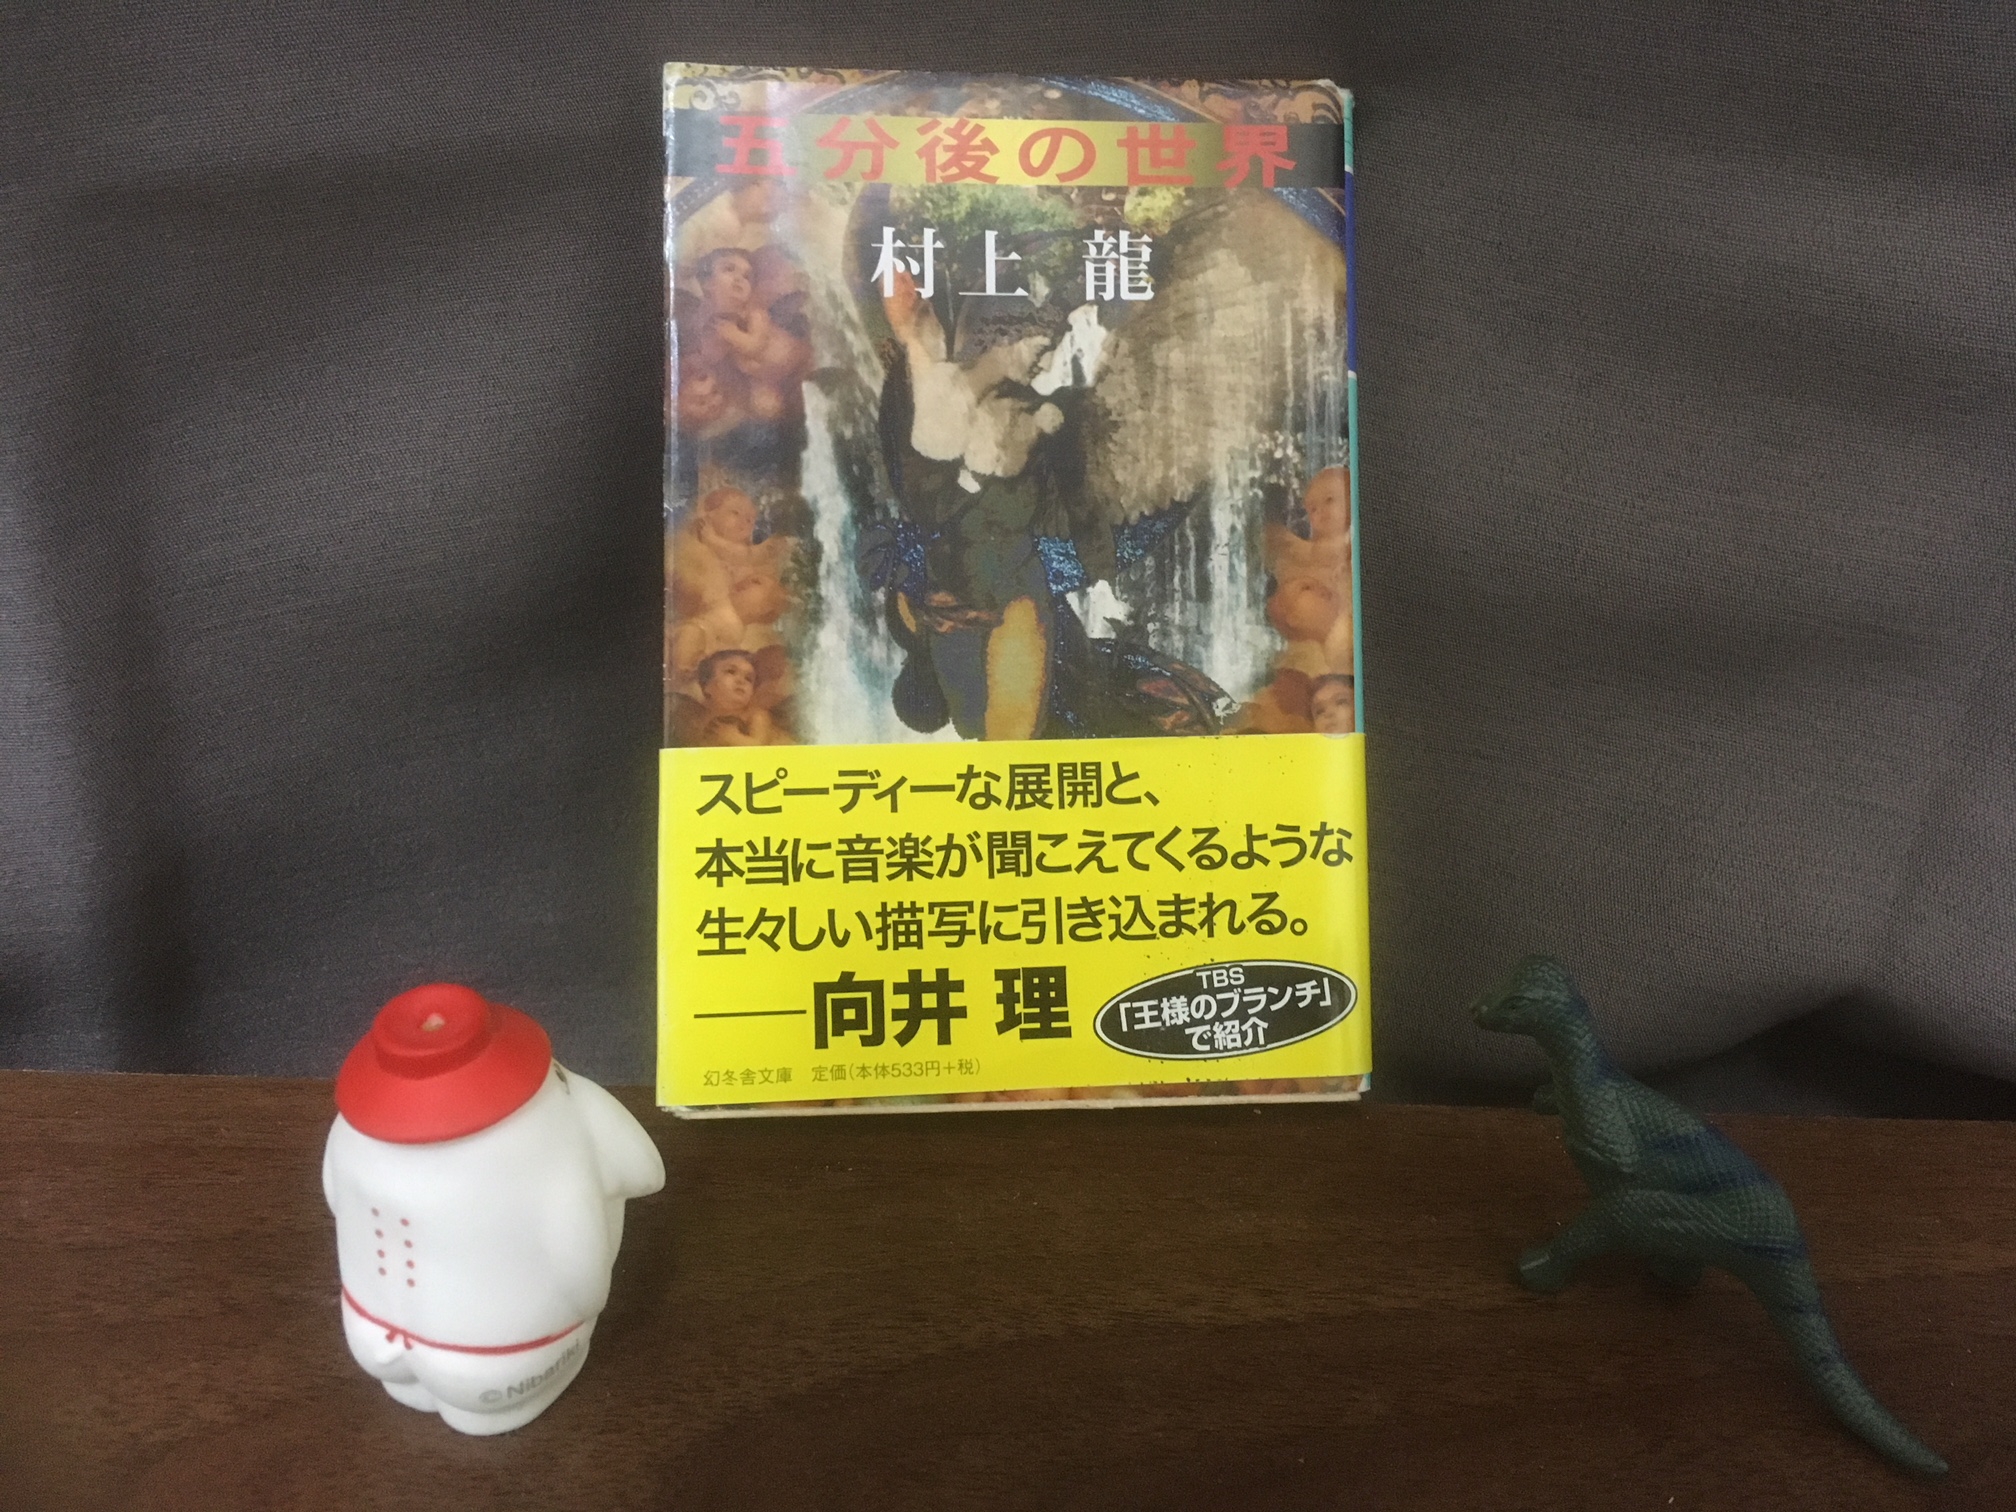 五分後の世界
村上 龍
スピーディーな展開と、
本当に音楽が聞こえてくるような
生々しい描写に引き込まれる。
──向井 理
TBS
「王様のブランチ」
で紹介
幻冬舎文庫 定価(本体533円+税)
©Nibariki